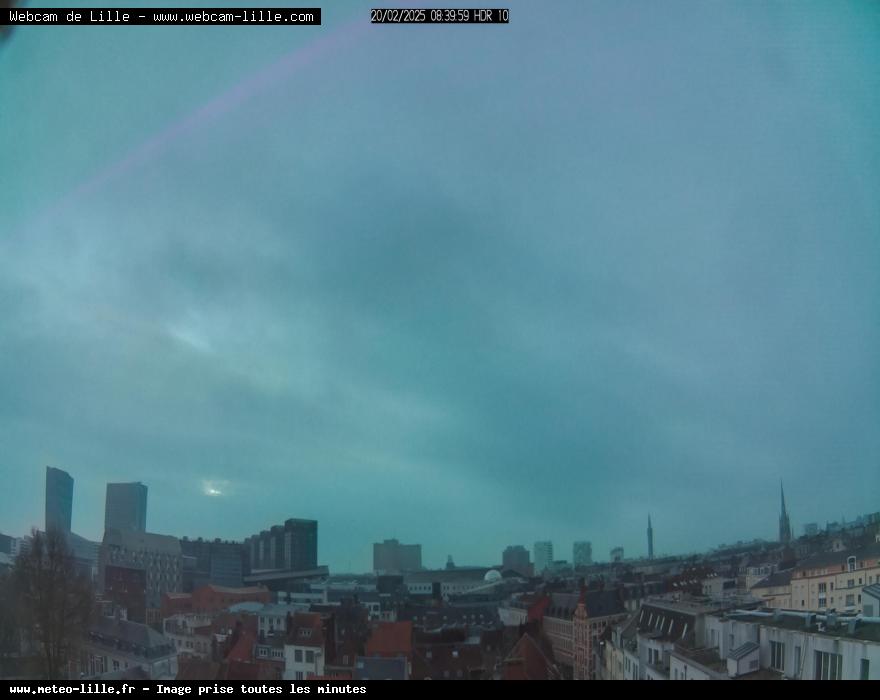 Webcam de Lille - www.webcam-lille.com
20/02/2025 08:39:59 HDR 10
www.meteo-lille.fr - Image prise toutes les minutes